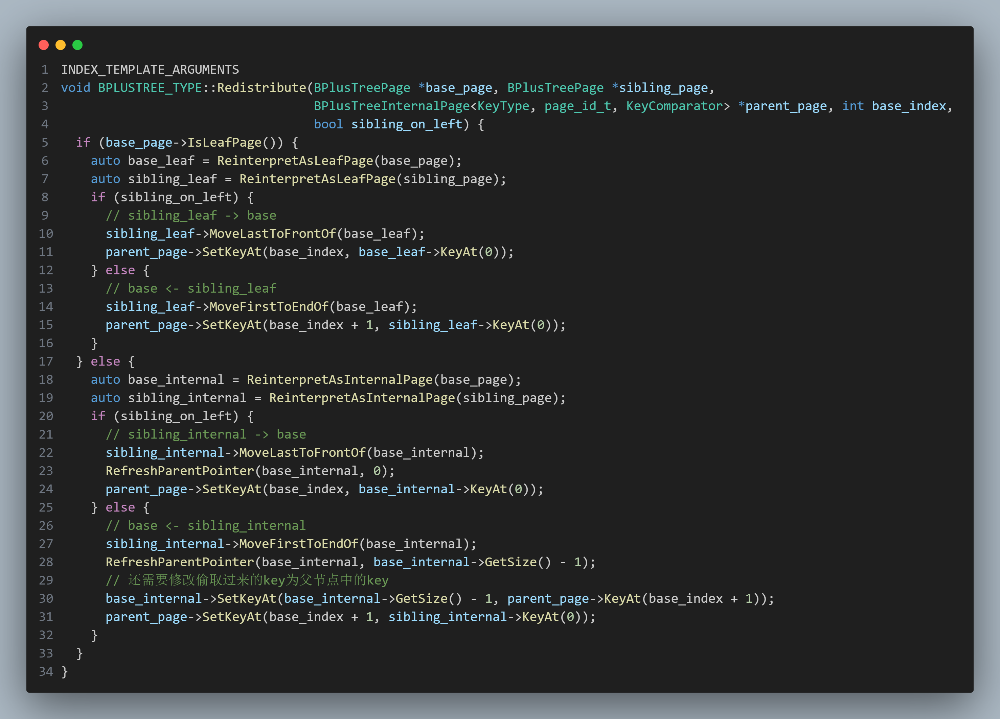 1 INDEX_TEMPLATE_ARGUMENTS
2 void BPLUSTREE_TYPE::Redistribute(BPlusTreePage *base_page, BPlusTreePage *sibling_page,
3                                   BPlusTreeInternalPage<KeyType, page_id_t, KeyComparator> *parent_page, int base_index,
4                                   bool sibling_on_left) {
5   if (base_page->IsLeafPage()) {
6     auto base_leaf = ReinterpretAsLeafPage(base_page);
7     auto sibling_leaf = ReinterpretAsLeafPage(sibling_page);
8     if (sibling_on_left) {
9       // sibling_leaf -> base
10       sibling_leaf->MoveLastToFrontOf(base_leaf);
11       parent_page->SetKeyAt(base_index, base_leaf->KeyAt(0));
12     } else {
13       // base <- sibling_leaf
14       sibling_leaf->MoveFirstToEndOf(base_leaf);
15       parent_page->SetKeyAt(base_index + 1, sibling_leaf->KeyAt(0));
16     }
17   } else {
18     auto base_internal = ReinterpretAsInternalPage(base_page);
19     auto sibling_internal = ReinterpretAsInternalPage(sibling_page);
20     if (sibling_on_left) {
21       // sibling_internal -> base
22       sibling_internal->MoveLastToFrontOf(base_internal);
23       RefreshParentPointer(base_internal, 0);
24       parent_page->SetKeyAt(base_index, base_internal->KeyAt(0));
25     } else {
26       // base <- sibling_internal
27       sibling_internal->MoveFirstToEndOf(base_internal);
28       RefreshParentPointer(base_internal, base_internal->GetSize() - 1);
29       // 还需要修改偷取过来的key为父节点中的key
30       base_internal->SetKeyAt(base_internal->GetSize() - 1, parent_page->KeyAt(base_index + 1));
31       parent_page->SetKeyAt(base_index + 1, sibling_internal->KeyAt(0));
32     }
33   }
34 }